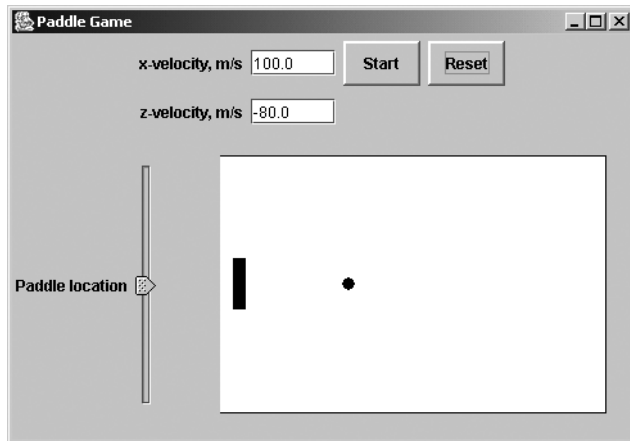 Paddle Game
x-velocity, m/s 100.0 Start Reset
z-velocity, m/s -80.0
Paddle location